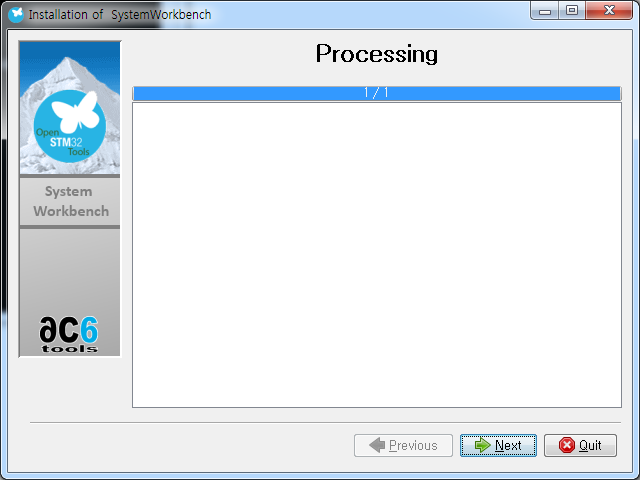 Installation of SystemWorkbench
Processing
1 / 1
Open
STM32
Tools
System
Workbench
ac6
tools
Previous
Next
Quit